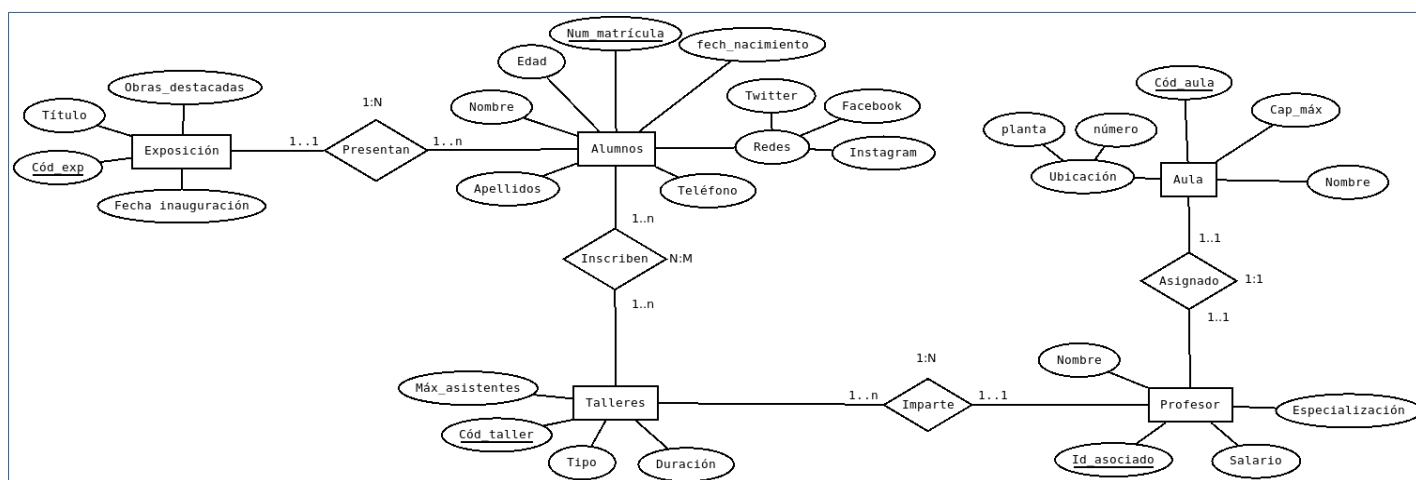 Num_matrícula
fech_nacimiento
Edad
Obras_destacadas
Twitter
Cód_aula
Título
1:N
Nombre
Facebook
Cap_máx
planta
número
Exposición
1..1
Presentan
1..n
Alumnos
Redes
Instagram
Cód_exp
Ubicación
Aula
Nombre
Apellidos
Teléfono
Fecha inauguración
1..n
1..1
Inscriben
N:M
Asignado
1:1
1..n
1..1
1:N
Nombre
Máx_asistentes
Talleres
1..n
Imparte
1..1
Profesor
Especialización
Cód_taller
Tipo
Duración
Id_asociado
Salario